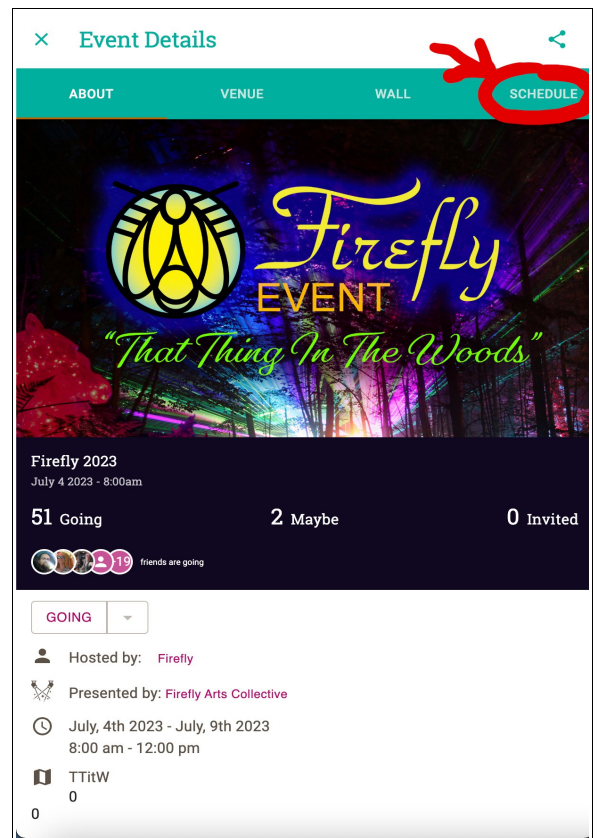 Event Details
ABOUT VENUE WALL SCHEDULE
Firefly
EVENT
"That Thing In The Woods"
Firefly 2023
July 4 2023 - 8:00am
51 Going 2 Maybe 0 Invited
+19 friends are going
GOING
Hosted by: Firefly
Presented by: Firefly Arts Collective
July, 4th 2023 - July, 9th 2023
8:00 am - 12:00 pm
TTitW
0
0